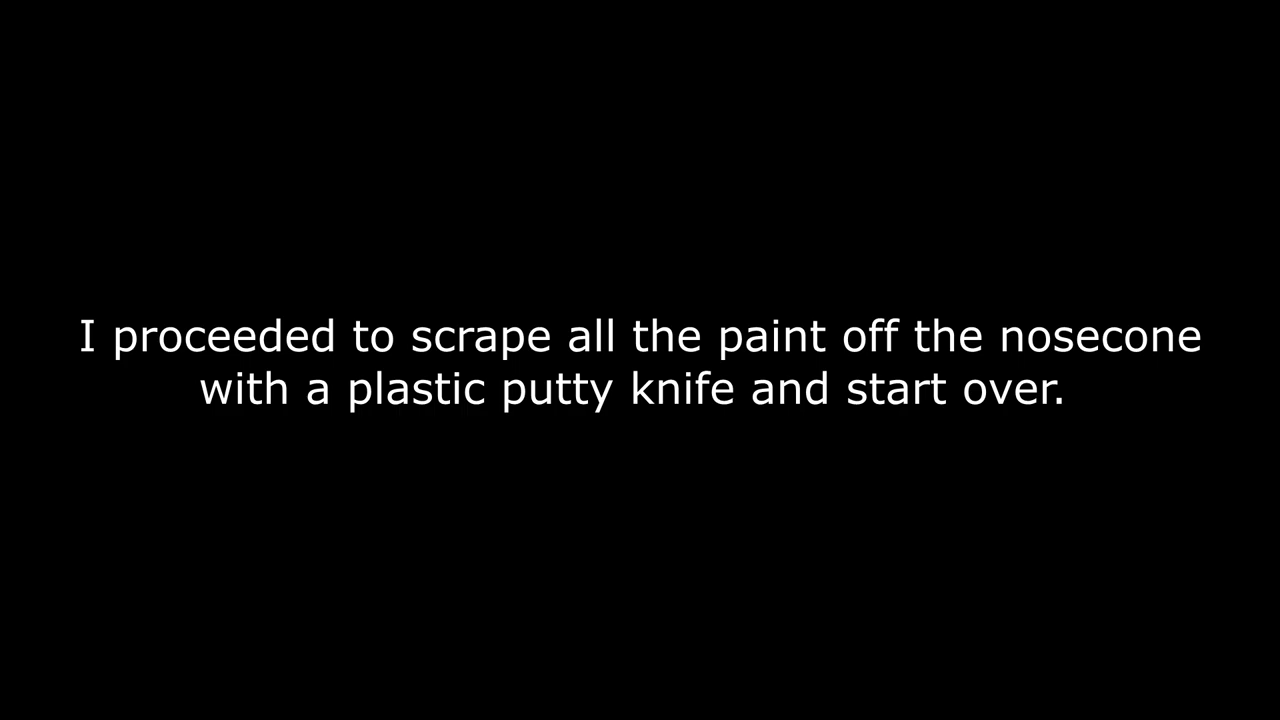 I proceeded to scrape all the paint off the nosecone
with a plastic putty knife and start over.